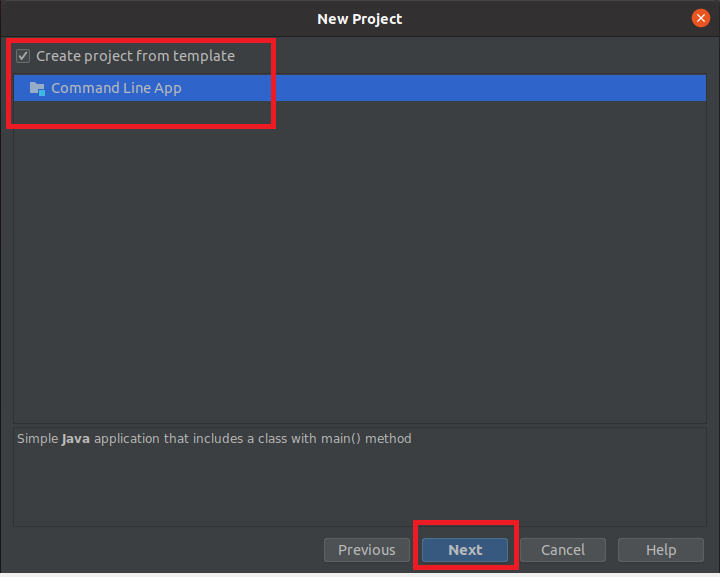 New Project
Create project from template
Command Line App
Simple Java application that includes a class with main() method
Previous Next Cancel Help